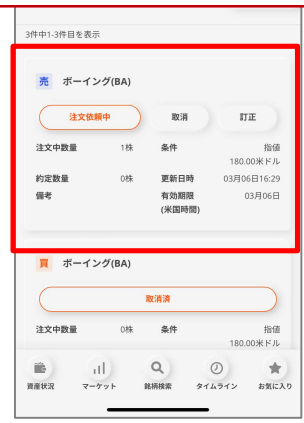 3件中1-3件目を表示
売 ボーイング(BA)
注文依頼中 取消 訂正
注文中数量 1株 条件 指値
180.00米ドル
約定数量 0株 更新日時 03月06日16:29
備考 有効期限 03月06日
(米国時間)
買 ボーイング(BA)
取消済
注文中数量 0株 条件 指値
180.00米ドル
資産状況 マーケット 銘柄検索 タイムライン お気に入り